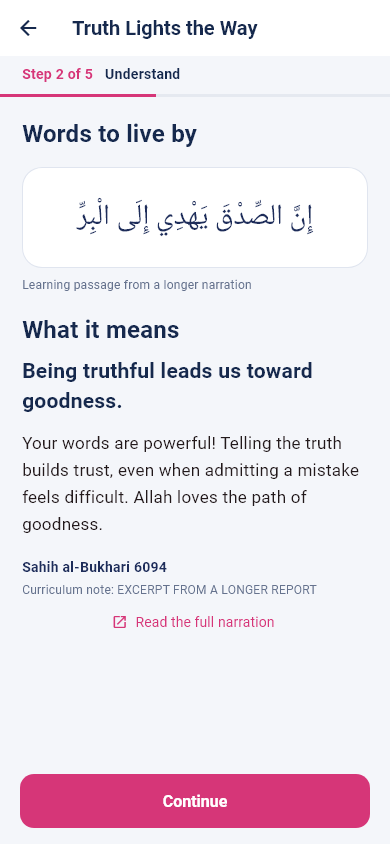 Truth Lights the Way
Step 2 of 5 Understand
Words to live by
إِنَّ الصِّدْقَ يَهْدِي إِلَى الْبِرِّ
Learning passage from a longer narration
What it means
Being truthful leads us toward
goodness.
Your words are powerful! Telling the truth
builds trust, even when admitting a mistake
feels difficult. Allah loves the path of
goodness.
Sahih al-Bukhari 6094
Curriculum note: EXCERPT FROM A LONGER REPORT
Read the full narration
Continue